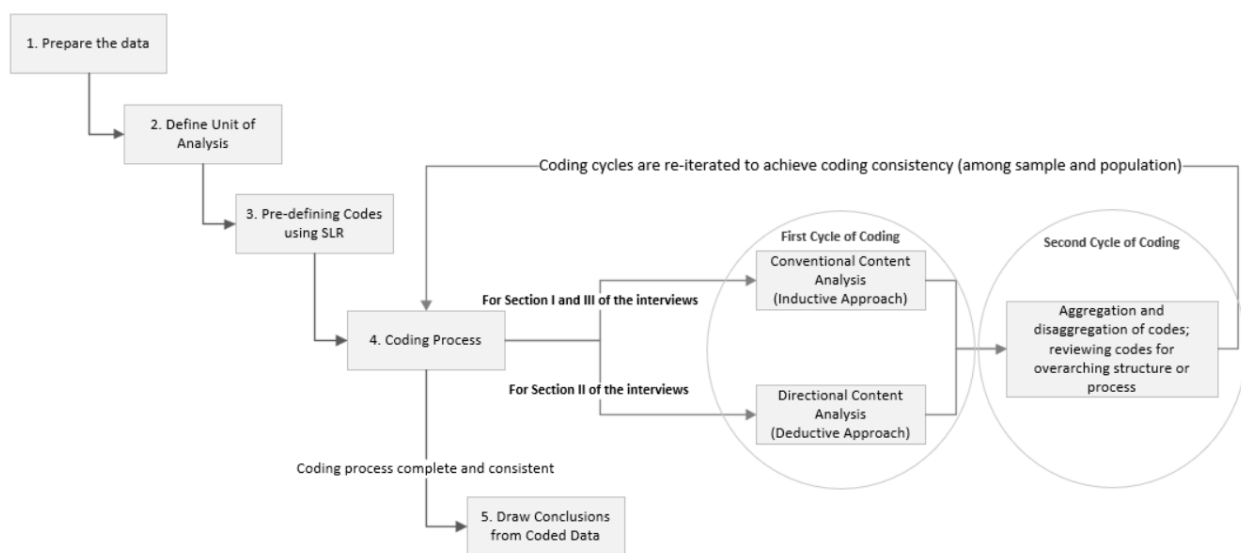 1. Prepare the data
2. Define Unit of
Analysis
Coding cycles are re-iterated to achieve coding consistency (among sample and population)
3. Pre-defining Codes
using SLR
First Cycle of Coding
Second Cycle of Coding
Conventional Content
Analysis
(Inductive Approach)
For Section I and III of the interviews
4. Coding Process
Aggregation and
disaggregation of codes;
reviewing codes for
overarching structure or
process
For Section II of the interviews
Directional Content
Analysis
(Deductive Approach)
Coding process complete and consistent
5. Draw Conclusions
from Coded Data